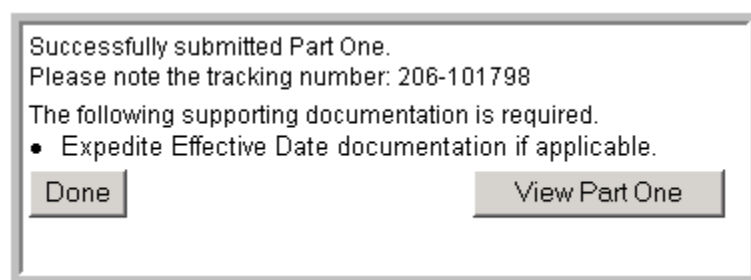 Successfully submitted Part One.
Please note the tracking number: 206-101798
The following supporting documentation is required.
• Expedite Effective Date documentation if applicable.
Done View Part One